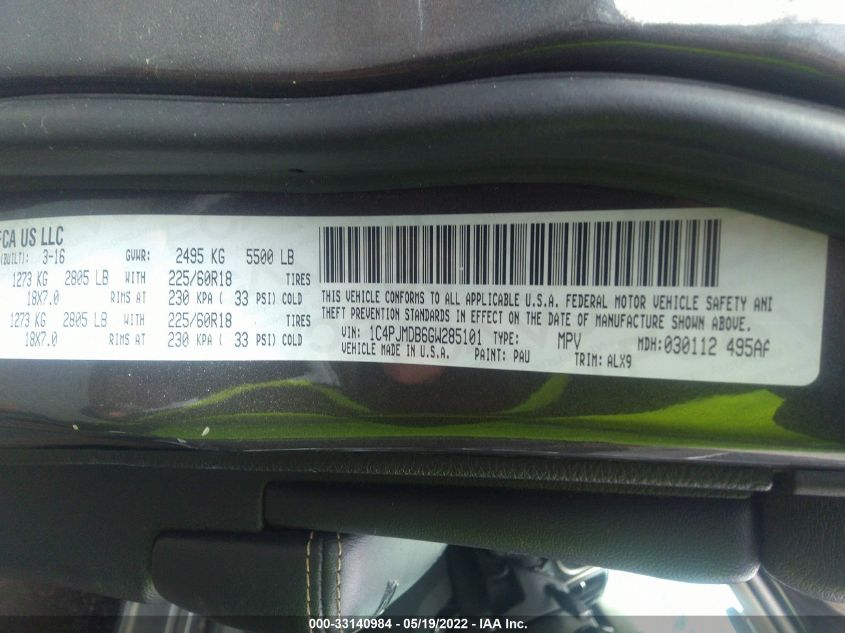 FCA US LLC
(BUILT): 3-16 GVWR: 2495 KG 5500 LB
1273 KG 2805 LB WITH 225/60R18 TIRES
18X7.0 RIMS AT 230 KPA ( 33 PSI) COLD
1273 KG 2805 LB WITH 225/60R18 TIRES
18X7.0 RIMS AT 230 KPA ( 33 PSI) COLD
THIS VEHICLE CONFORMS TO ALL APPLICABLE U.S.A. FEDERAL MOTOR VEHICLE SAFETY AND
THEFT PREVENTION STANDARDS IN EFFECT ON THE DATE OF MANUFACTURE SHOWN ABOVE.
VIN: 1C4PJMDB6GW285101 TYPE: MPV MDH:030112 495AF
VEHICLE MADE IN U.S.A. PAINT: PAU TRIM: ALX9
000-33140984 - 05/19/2022 - IAA Inc.